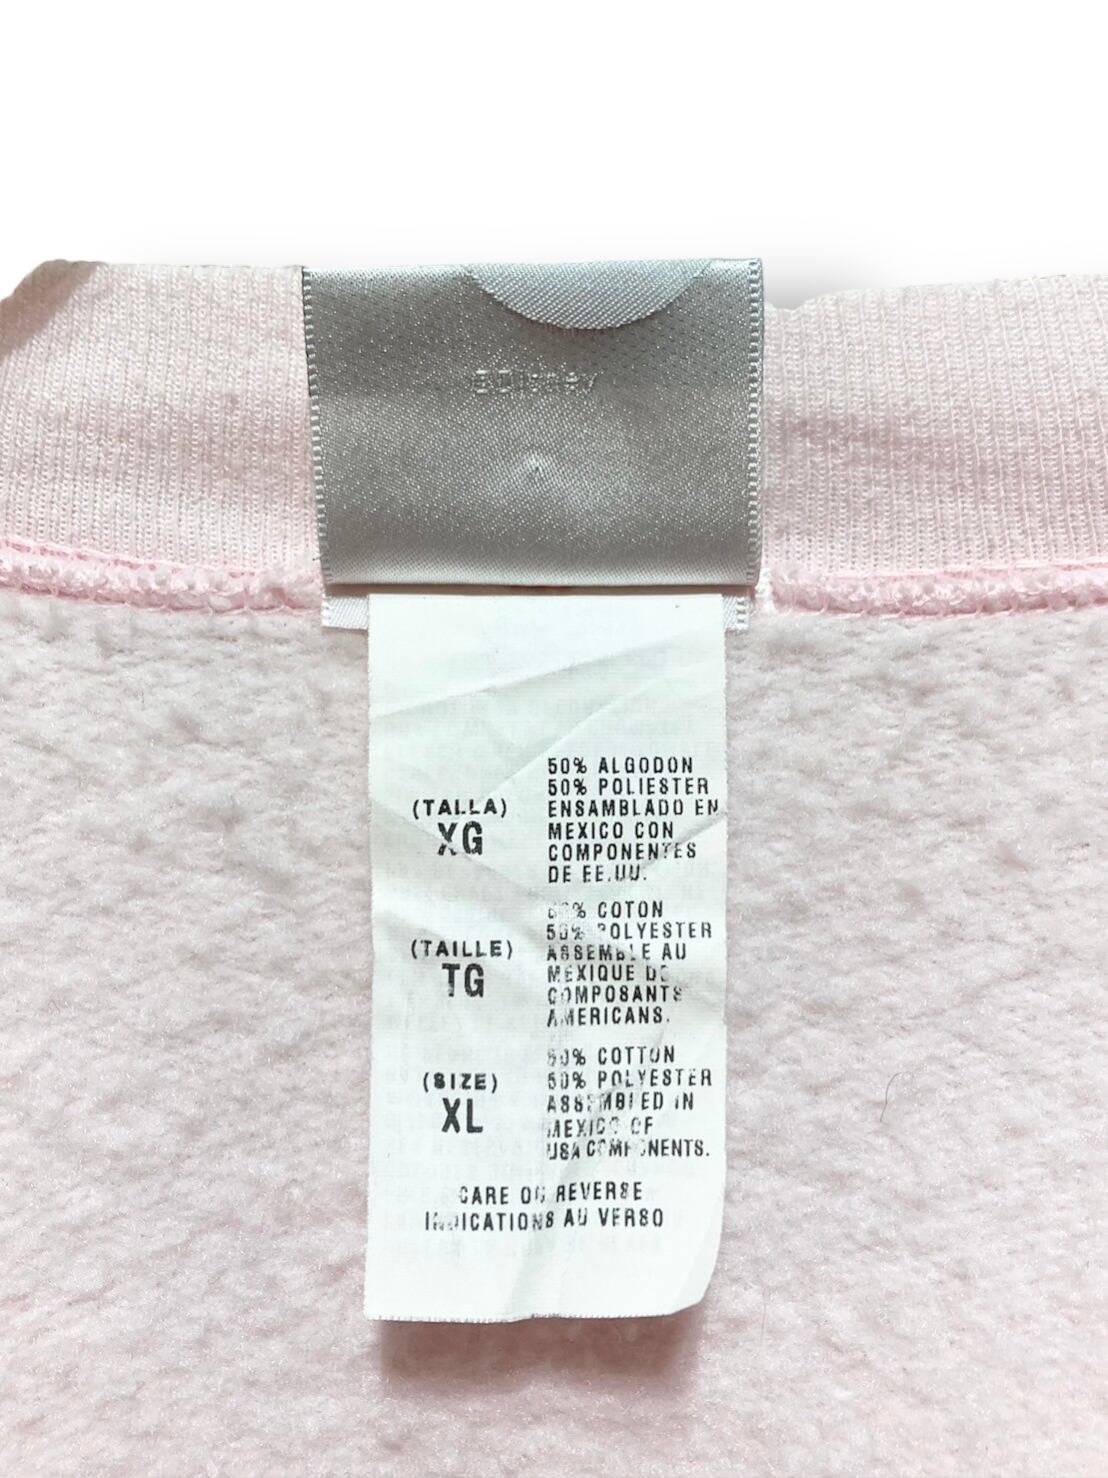 ©Disney
(TALLA)
XG
50% ALGODON
50% POLIESTER
ENSAMBLADO EN
MEXICO CON
COMPONENTES
DE EE.UU.
(TAILLE)
TG
50% COTON
50% POLYESTER
ASSEMBLE AU
MEXIQUE DE
COMPOSANTS
AMERICANS.
(SIZE)
XL
50% COTTON
50% POLYESTER
ASSEMBLED IN
MEXICO OF
USA COMPONENTS.
CARE ON REVERSE
INDICATIONS AU VERSO